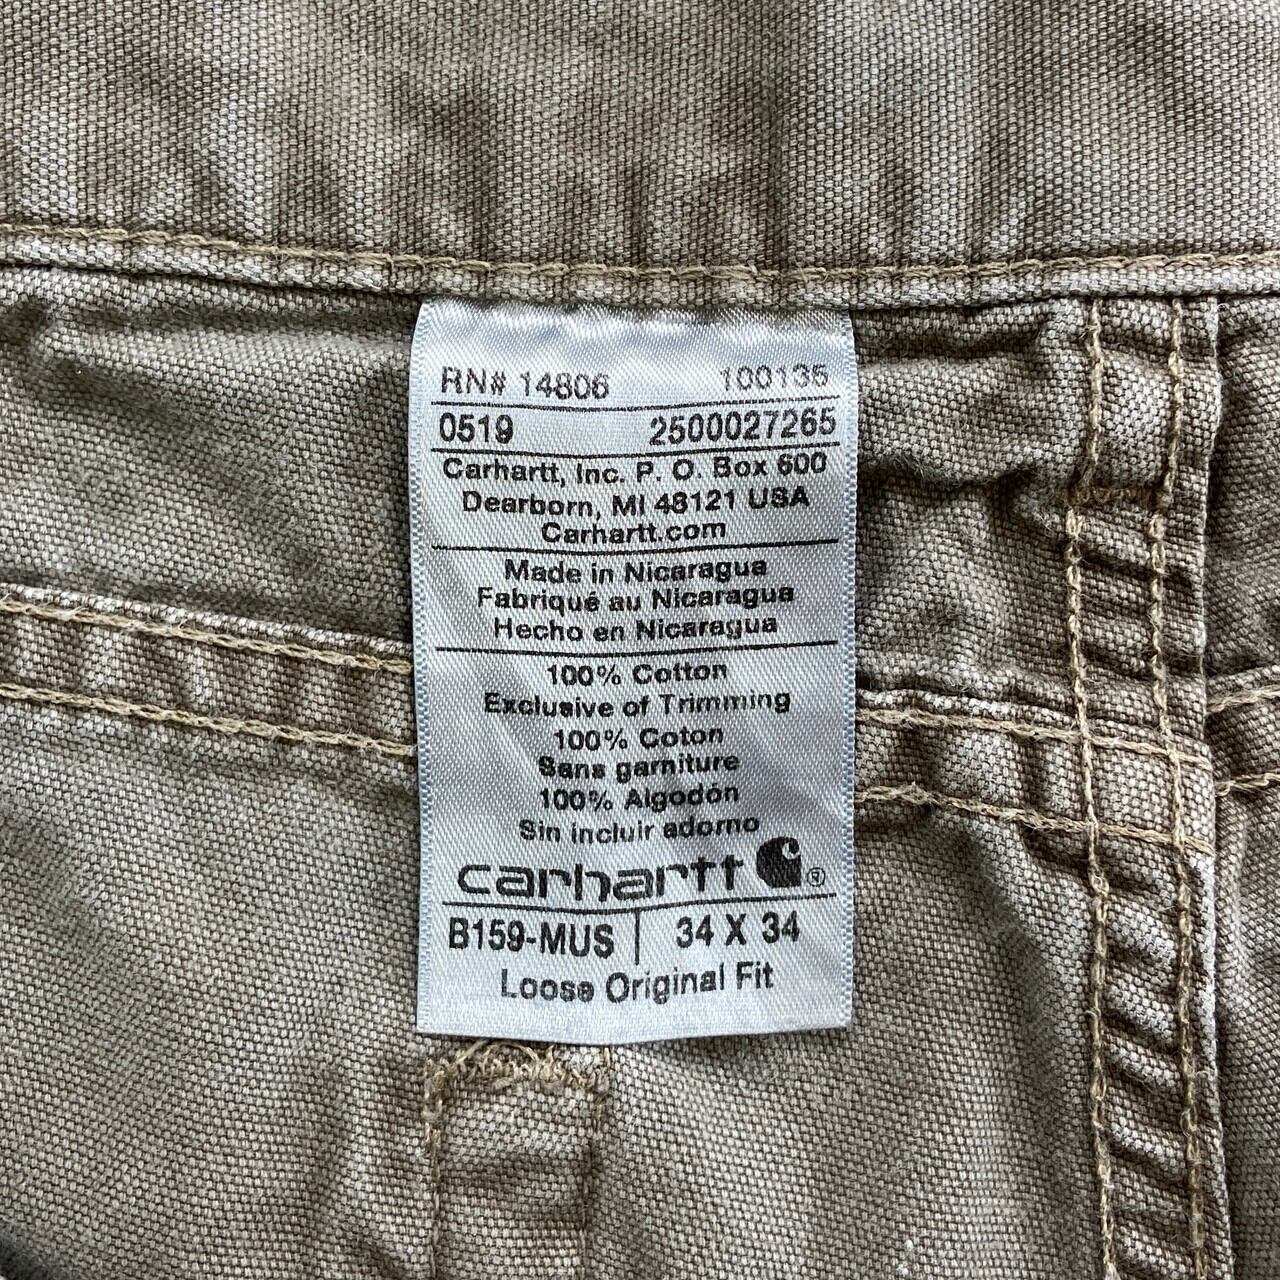 RN# 14806 100135
0519 2500027265
Carhartt, Inc. P. O. Box 600
Dearborn, MI 48121 USA
Carhartt.com
Made in Nicaragua
Fabriqué au Nicaragua
Hecho en Nicaragua
100% Cotton
Exclusive of Trimming
100% Coton
Sans garniture
100% Algodón
Sin incluir adorno
carhartt ®
B159-MUS | 34 X 34
Loose Original Fit